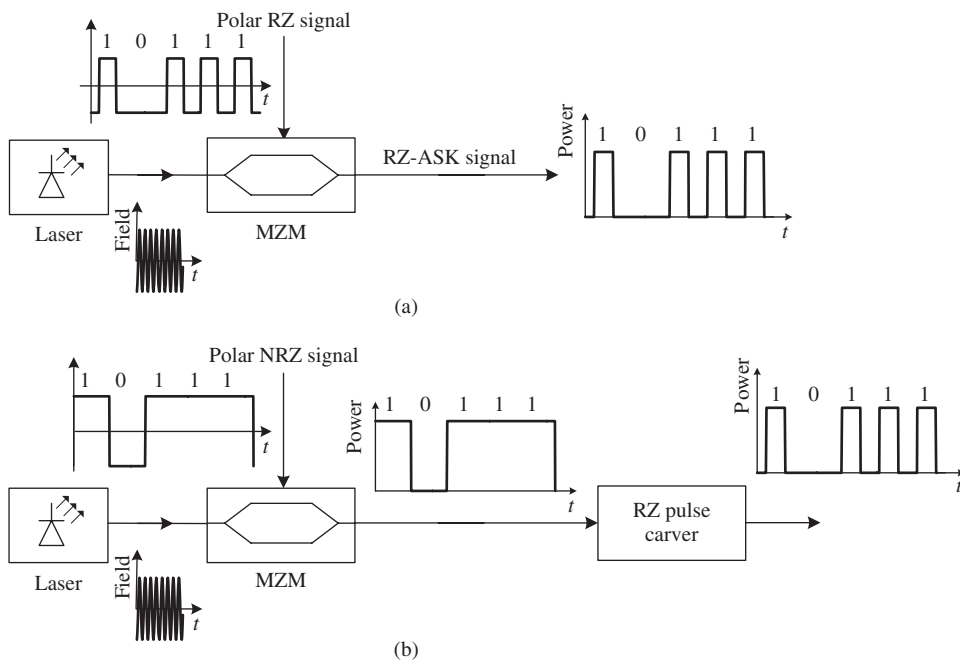 Polar RZ signal
1 0 1 1 1
t
Laser
MZM
RZ-ASK signal
Field
t
Power
1 0 1 1 1
t
(a)
Polar NRZ signal
1 0 1 1 1
t
Laser
MZM
Field
t
Power
1 0 1 1 1
t
RZ pulse
carver
Power
1 0 1 1 1
t
(b)